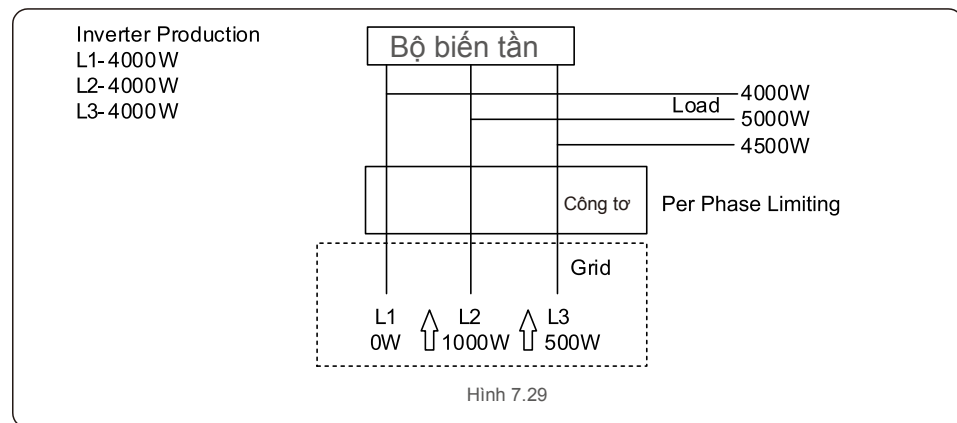 Inverter Production
L1-4000W
L2-4000W
L3-4000W
Bộ biến tần
4000W
Load
5000W
4500W
Công tơ
Per Phase Limiting
Grid
L1 L2 L3
0W 1000W 500W
Hình 7.29